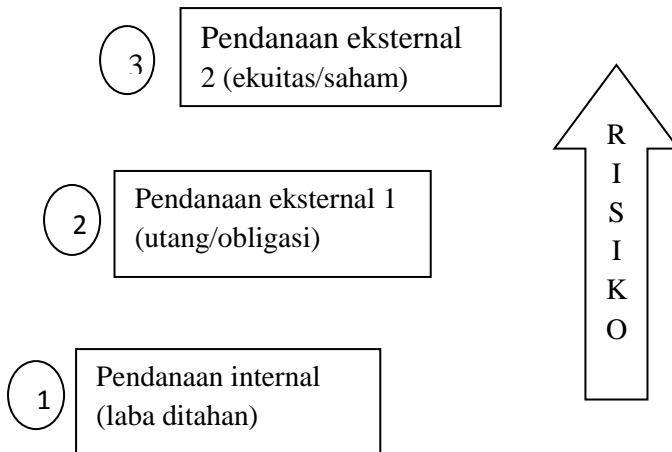 3
Pendanaan eksternal
2 (ekuitas/saham)
2
Pendanaan eksternal 1
(utang/obligasi)
1
Pendanaan internal
(laba ditahan)
R
I
S
I
K
O